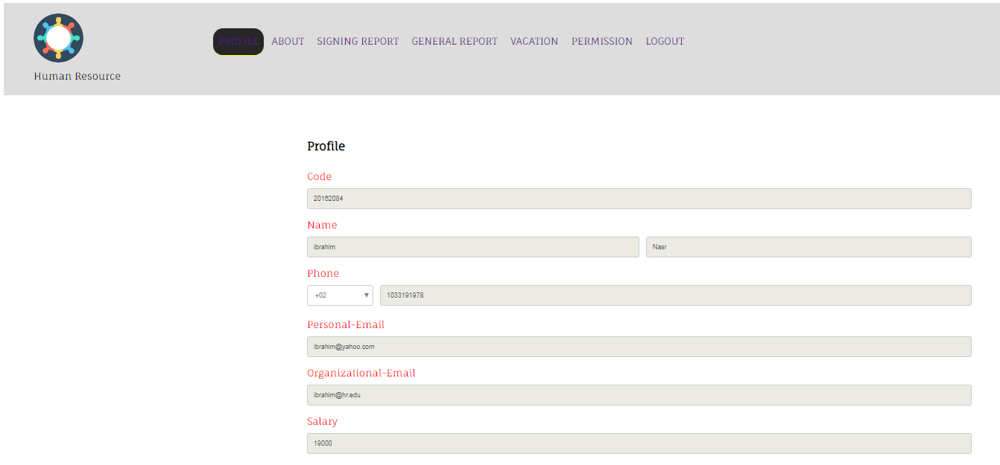 PROFILE ABOUT SIGNING REPORT GENERAL REPORT VACATION PERMISSION LOGOUT
Human Resource
Profile
Code
20162084
Name
ibrahim Nasr
Phone
+02 1033191978
Personal-Email
ibrahim@yahoo.com
Organizational-Email
ibrahim@hr.edu
Salary
19000